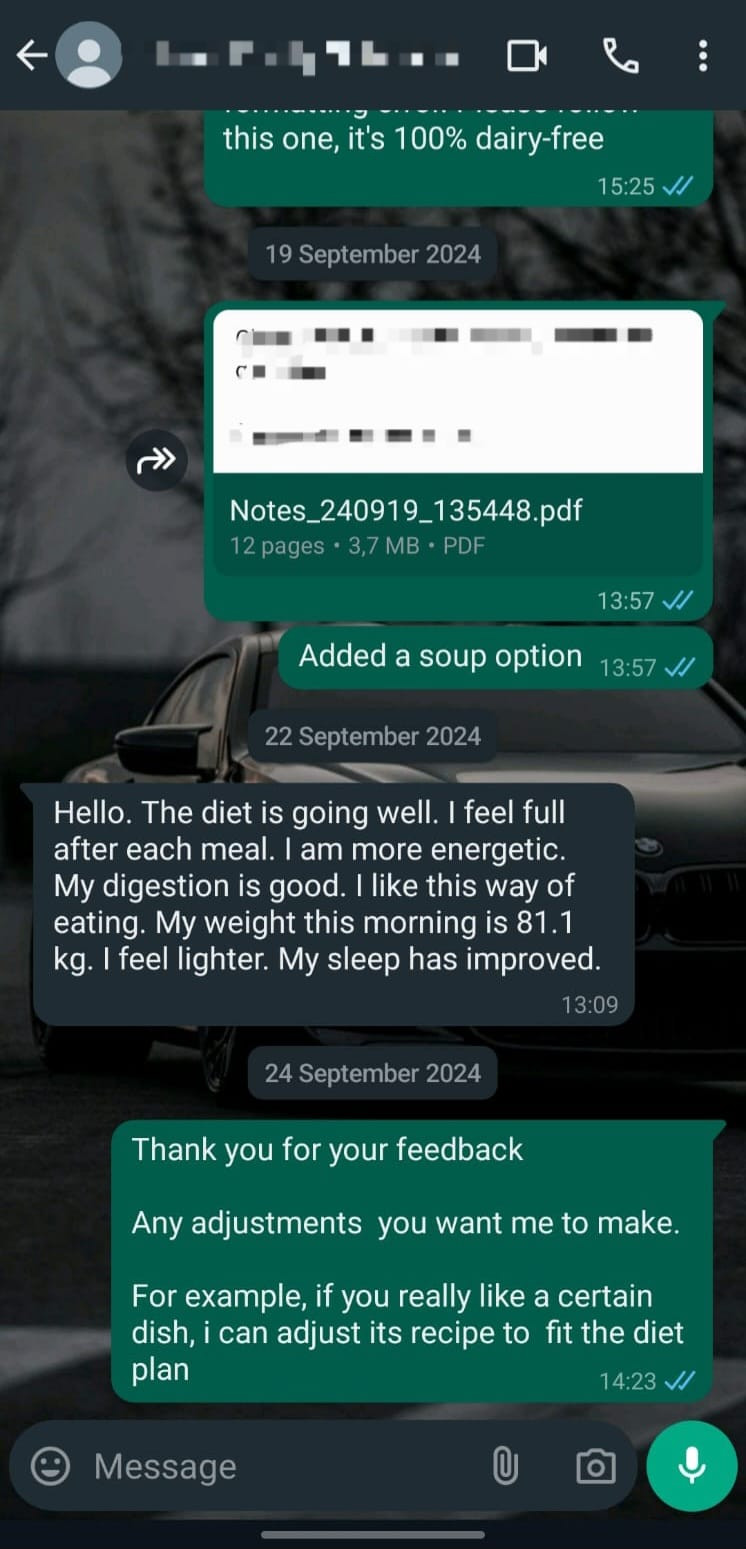 this one, it's 100% dairy-free
15:25
19 September 2024
Notes_240919_135448.pdf
12 pages • 3,7 MB • PDF
13:57
Added a soup option
13:57
22 September 2024
Hello. The diet is going well. I feel full
after each meal. I am more energetic.
My digestion is good. I like this way of
eating. My weight this morning is 81.1
kg. I feel lighter. My sleep has improved.
13:09
24 September 2024
Thank you for your feedback
Any adjustments  you want me to make.
For example, if you really like a certain
dish, i can adjust its recipe to  fit the diet
plan
14:23
Message